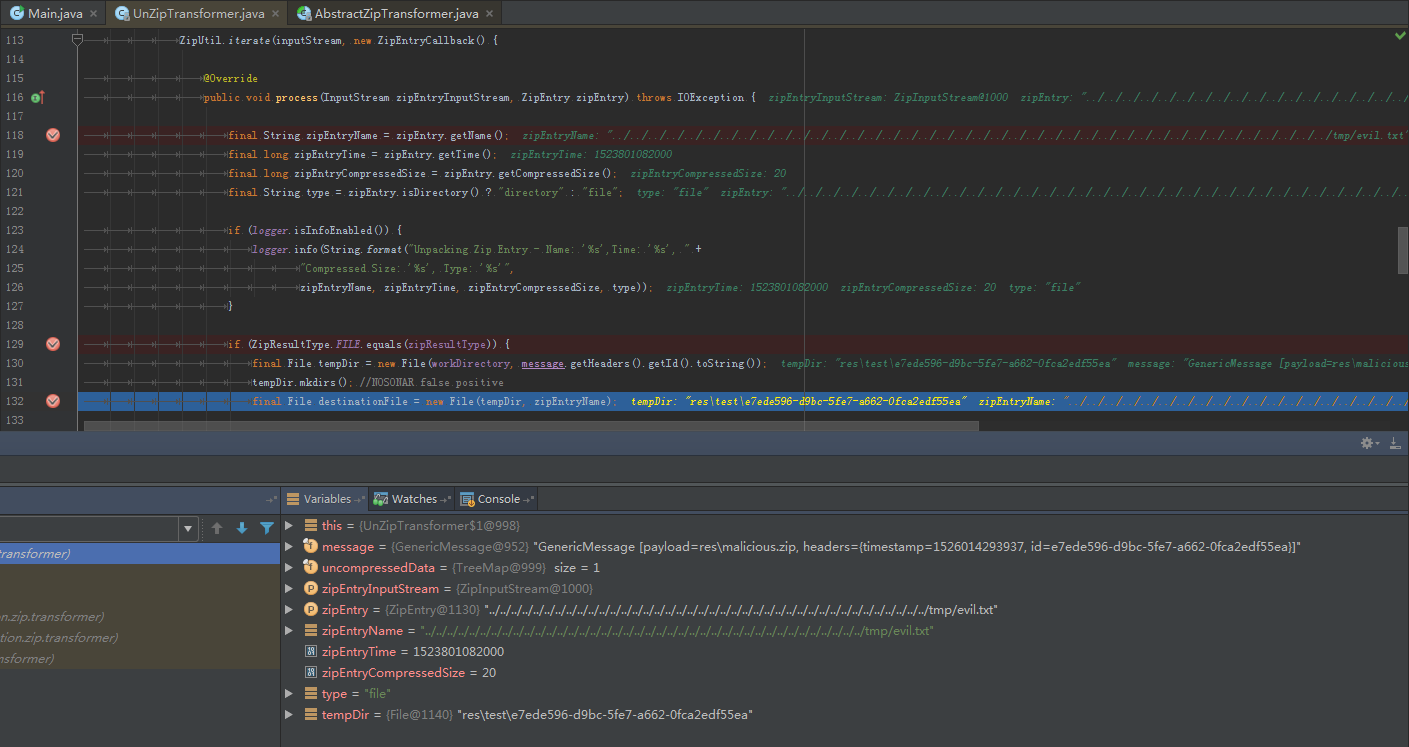 Main.java
UnZipTransformer.java
AbstractZipTransformer.java
113 ZipUtil.iterate(inputStream, new ZipEntryCallback() {
114
115 @Override
116 public void process(InputStream zipEntryInputStream, ZipEntry zipEntry) throws IOException { zipEntryInputStream: ZipInputStream@1000 zipEntry: "../../../../../../../../../../../../../../../../../..
117
118 final String zipEntryName = zipEntry.getName(); zipEntryName: "../../../../../../../../../../../../../../../../../../../../../../../../../../../../../../../../../../../../../../../../tmp/evil.txt"
119 final long zipEntryTime = zipEntry.getTime(); zipEntryTime: 1523801082000
120 final long zipEntryCompressedSize = zipEntry.getCompressedSize(); zipEntryCompressedSize: 20
121 final String type = zipEntry.isDirectory() ? "directory" : "file"; type: "file" zipEntry: "../../../../../../../../../../../../../../../../../../../../../../../../../../../../../../../../../..
122
123 if (logger.isInfoEnabled()) {
124 logger.info(String.format("Unpacking Zip Entry - Name: '%s',Time: '%s', " +
125 "Compressed Size: '%s', Type: '%s'",
126 zipEntryName, zipEntryTime, zipEntryCompressedSize, type)); zipEntryTime: 1523801082000 zipEntryCompressedSize: 20 type: "file"
127 }
128
129 if (ZipResultType.FILE.equals(zipResultType)) {
130 final File tempDir = new File(workDirectory, message.getHeaders().getId().toString()); tempDir: "res\test\e7ede596-d9bc-5fe7-a662-0fca2edf55ea" message: "GenericMessage [payload=res\malicious
131 tempDir.mkdirs(); //NOSONAR false positive
132 final File destinationFile = new File(tempDir, zipEntryName); tempDir: "res\test\e7ede596-d9bc-5fe7-a662-0fca2edf55ea" zipEntryName: "../../../../../../../../../../../../../../../../../../..
133
Variables
Watches
Console
ransformer)
on.zip.transformer)
tion.zip.transformer)
nsformer)
this = {UnZipTransformer$1@998}
message = {GenericMessage@952} "GenericMessage [payload=res\malicious.zip, headers={timestamp=1526014293937, id=e7ede596-d9bc-5fe7-a662-0fca2edf55ea}]"
uncompressedData = {TreeMap@999} size = 1
zipEntryInputStream = {ZipInputStream@1000}
zipEntry = {ZipEntry@1130} "../../../../../../../../../../../../../../../../../../../../../../../../../../../../../../../../../../../../../../../../tmp/evil.txt"
zipEntryName = "../../../../../../../../../../../../../../../../../../../../../../../../../../../../../../../../../../../../../../../../tmp/evil.txt"
zipEntryTime = 1523801082000
zipEntryCompressedSize = 20
type = "file"
tempDir = {File@1140} "res\test\e7ede596-d9bc-5fe7-a662-0fca2edf55ea"